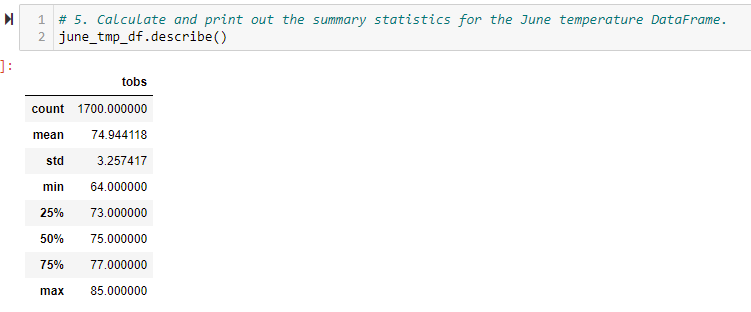 1 # 5. Calculate and print out the summary statistics for the June temperature DataFrame.
2 june_tmp_df.describe()
]:
tobs
count 1700.000000
mean 74.944118
std 3.257417
min 64.000000
25% 73.000000
50% 75.000000
75% 77.000000
max 85.000000